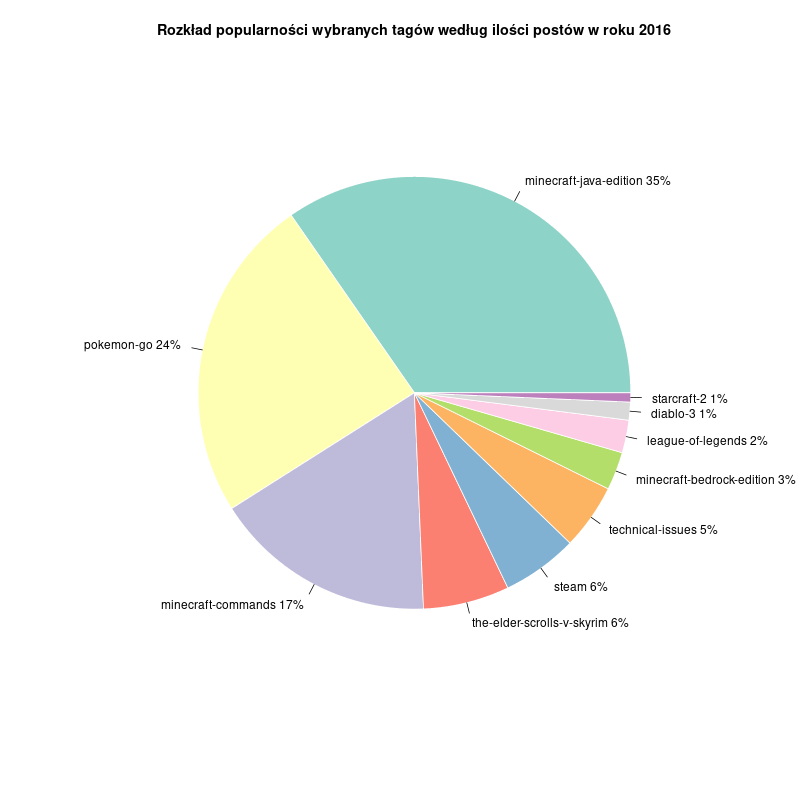 Rozkład popularności wybranych tagów według ilości postów w roku 2016
minecraft-java-edition 35%
pokemon-go 24%
starcraft-2 1%
diablo-3 1%
league-of-legends 2%
minecraft-bedrock-edition 3%
technical-issues 5%
steam 6%
minecraft-commands 17%
the-elder-scrolls-v-skyrim 6%